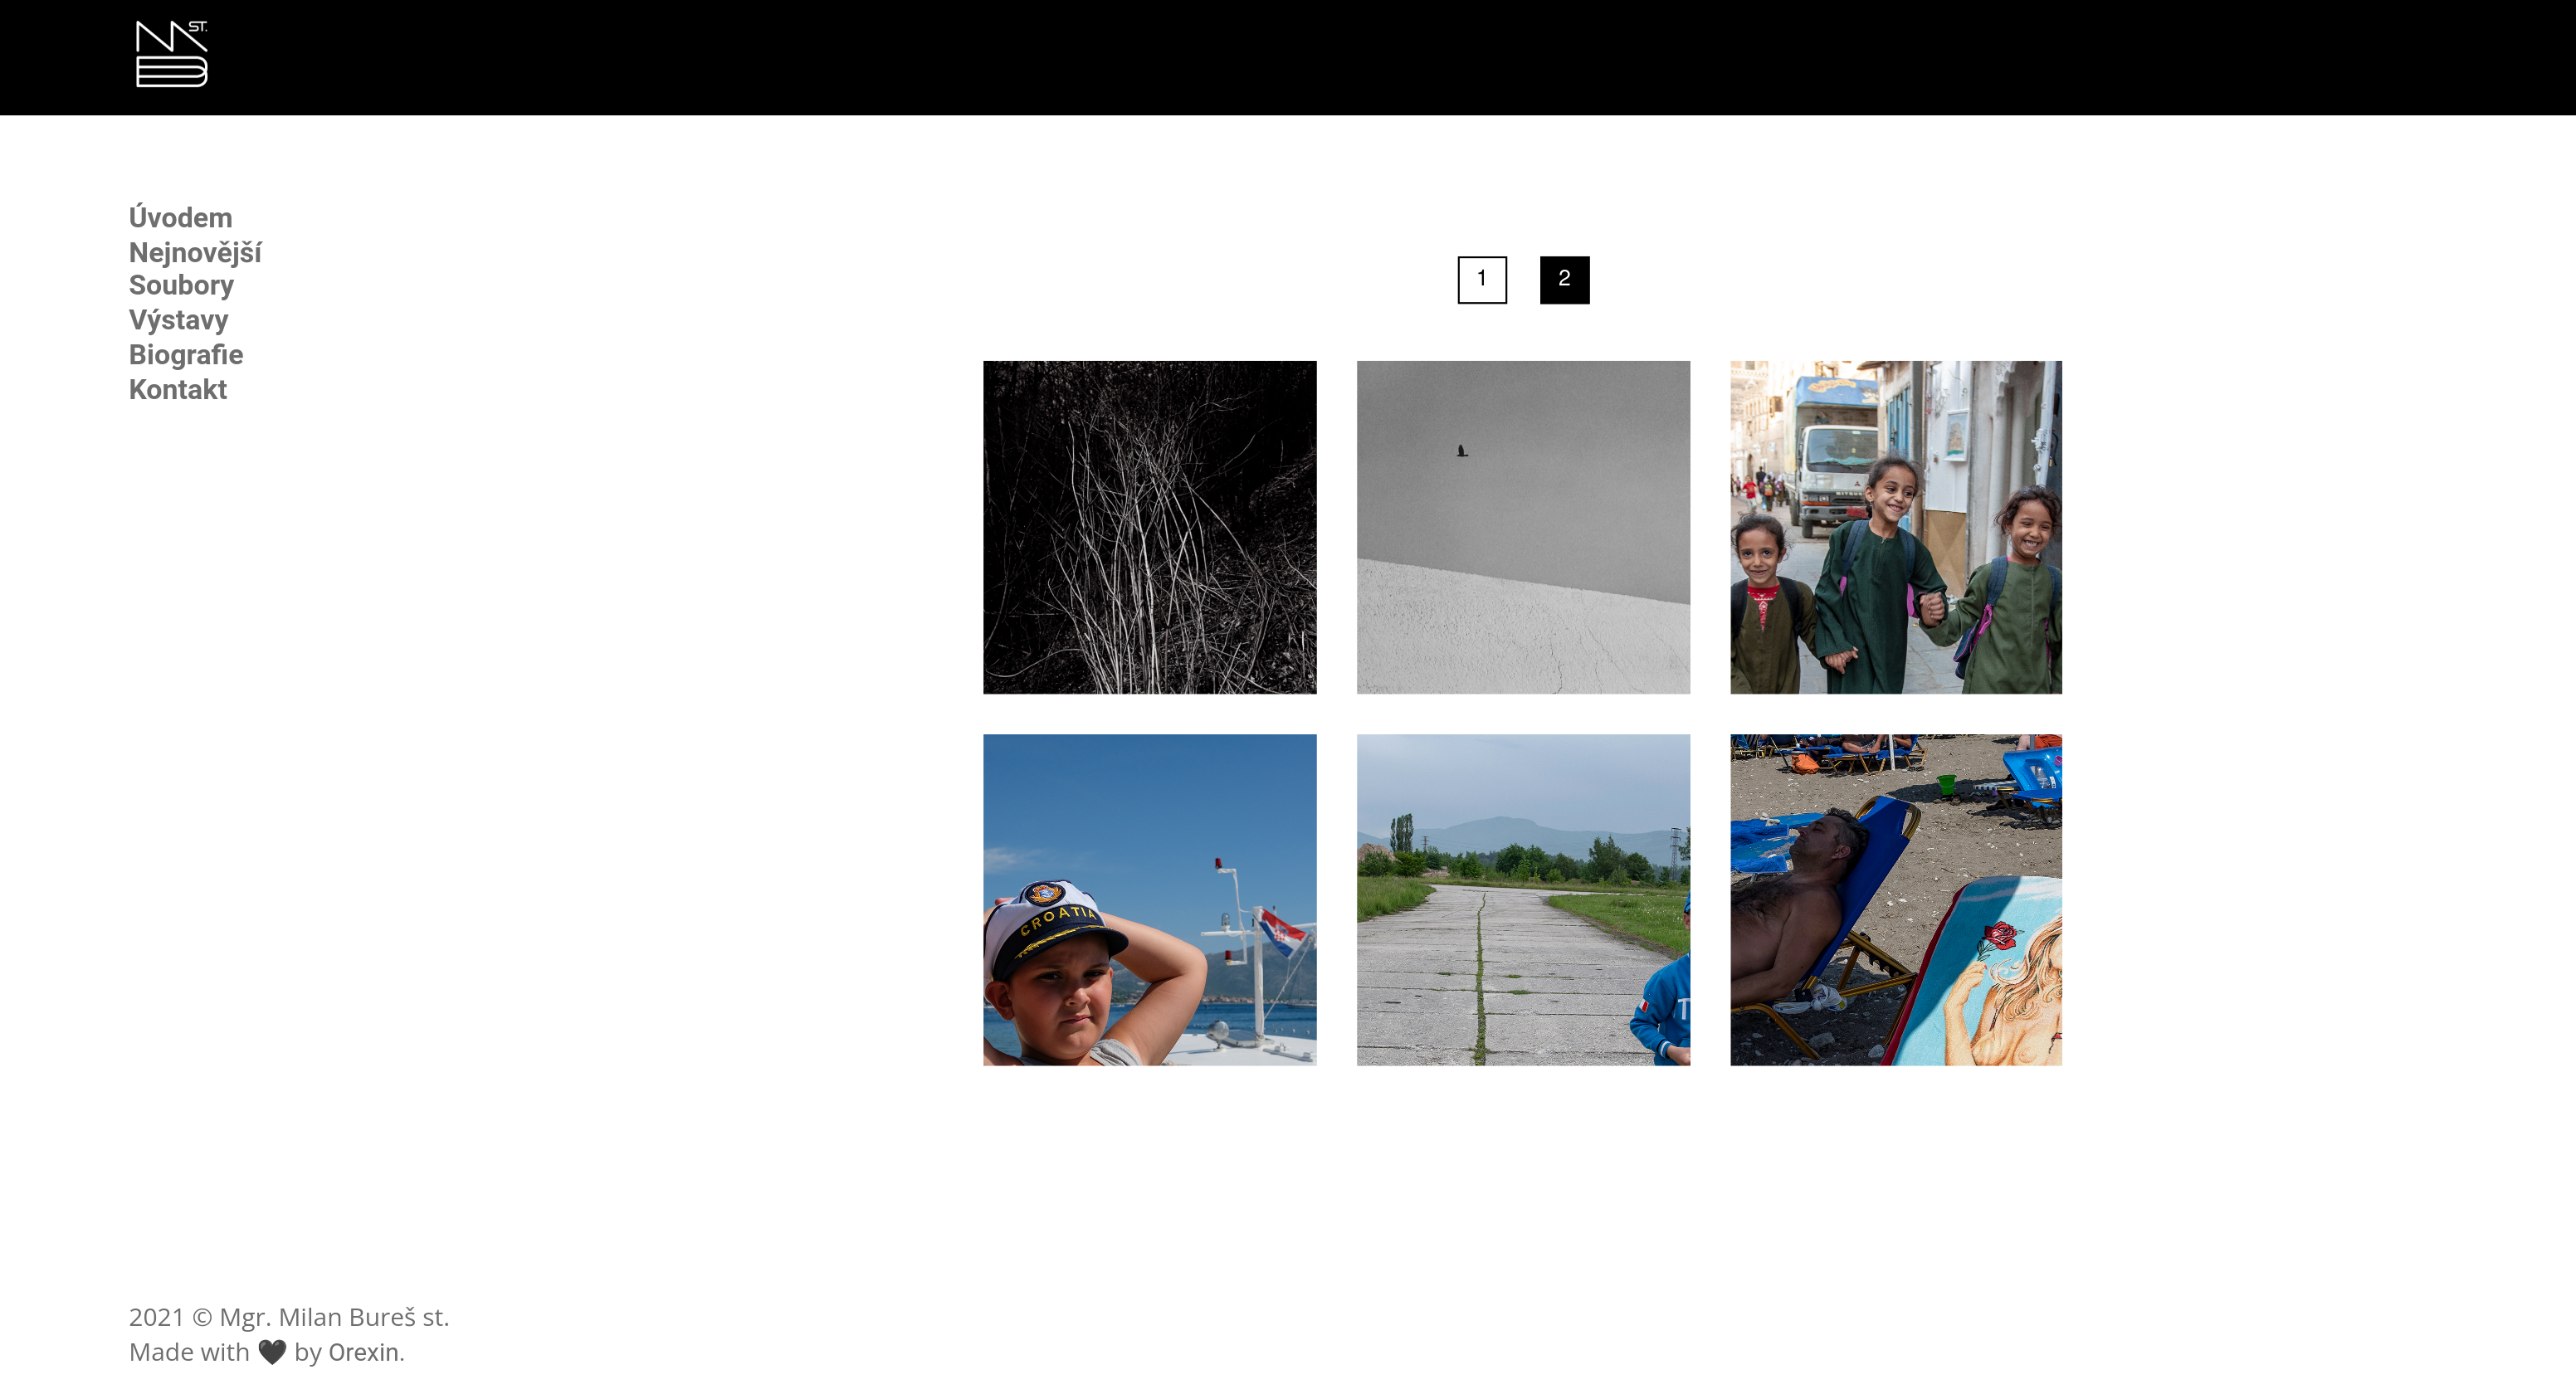 ST.
Úvodem
Nejnovější
Soubory
Výstavy
Biografie
Kontakt
1
2
CROATIA
2021 © Mgr. Milan Bureš st.
Made with 🖤 by Orexin.